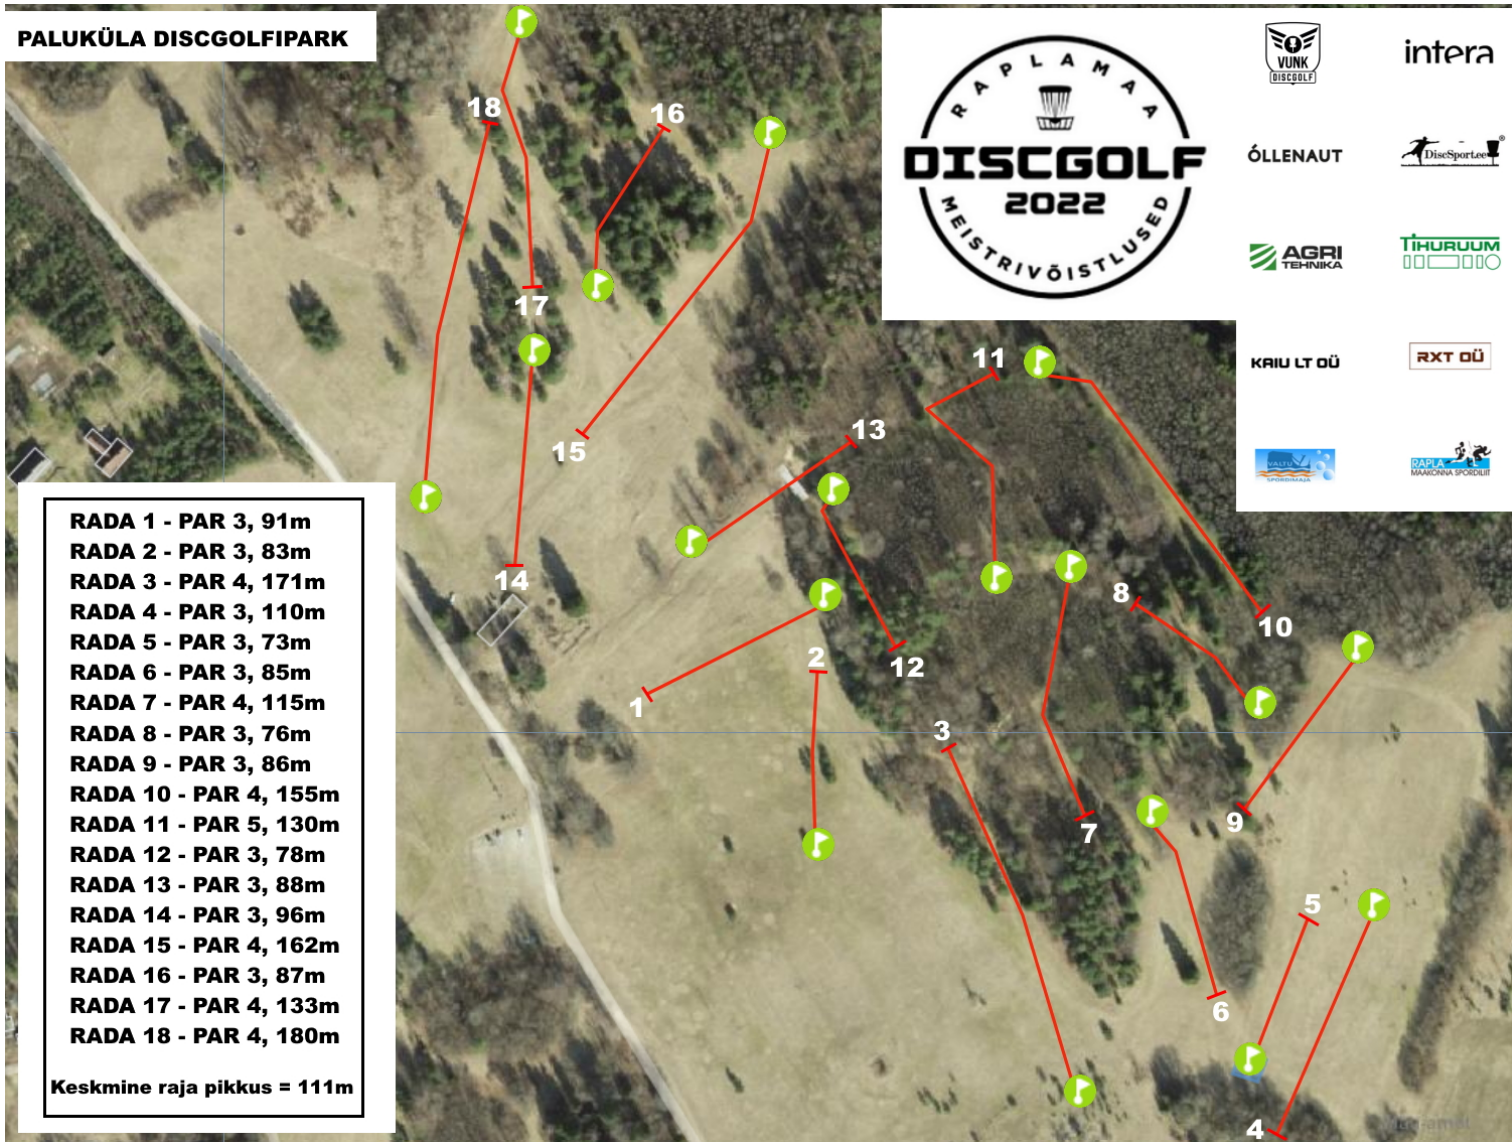 PALUKÜLA DISCGOLFIPARK
RAPLAMAA
DISCGOLF
2022
MEISTRIVÕISTLUSED
VUNK
DISCGOLF
intera
ÓLLENAUT
DiscSport.ee
AGRI
TEHNIKA
TIHURUUM
KAIU LT OÜ
RXT OÜ
VALTU
SPORDIMAJA
RAPLA
MAAKONNA SPORDILIIT
18
16
17
11
15
13
14
8
10
2
12
1
3
7
9
5
6
4
RADA 1 - PAR 3, 91m
RADA 2 - PAR 3, 83m
RADA 3 - PAR 4, 171m
RADA 4 - PAR 3, 110m
RADA 5 - PAR 3, 73m
RADA 6 - PAR 3, 85m
RADA 7 - PAR 4, 115m
RADA 8 - PAR 3, 76m
RADA 9 - PAR 3, 86m
RADA 10 - PAR 4, 155m
RADA 11 - PAR 5, 130m
RADA 12 - PAR 3, 78m
RADA 13 - PAR 3, 88m
RADA 14 - PAR 3, 96m
RADA 15 - PAR 4, 162m
RADA 16 - PAR 3, 87m
RADA 17 - PAR 4, 133m
RADA 18 - PAR 4, 180m
Keskmine raja pikkus = 111m